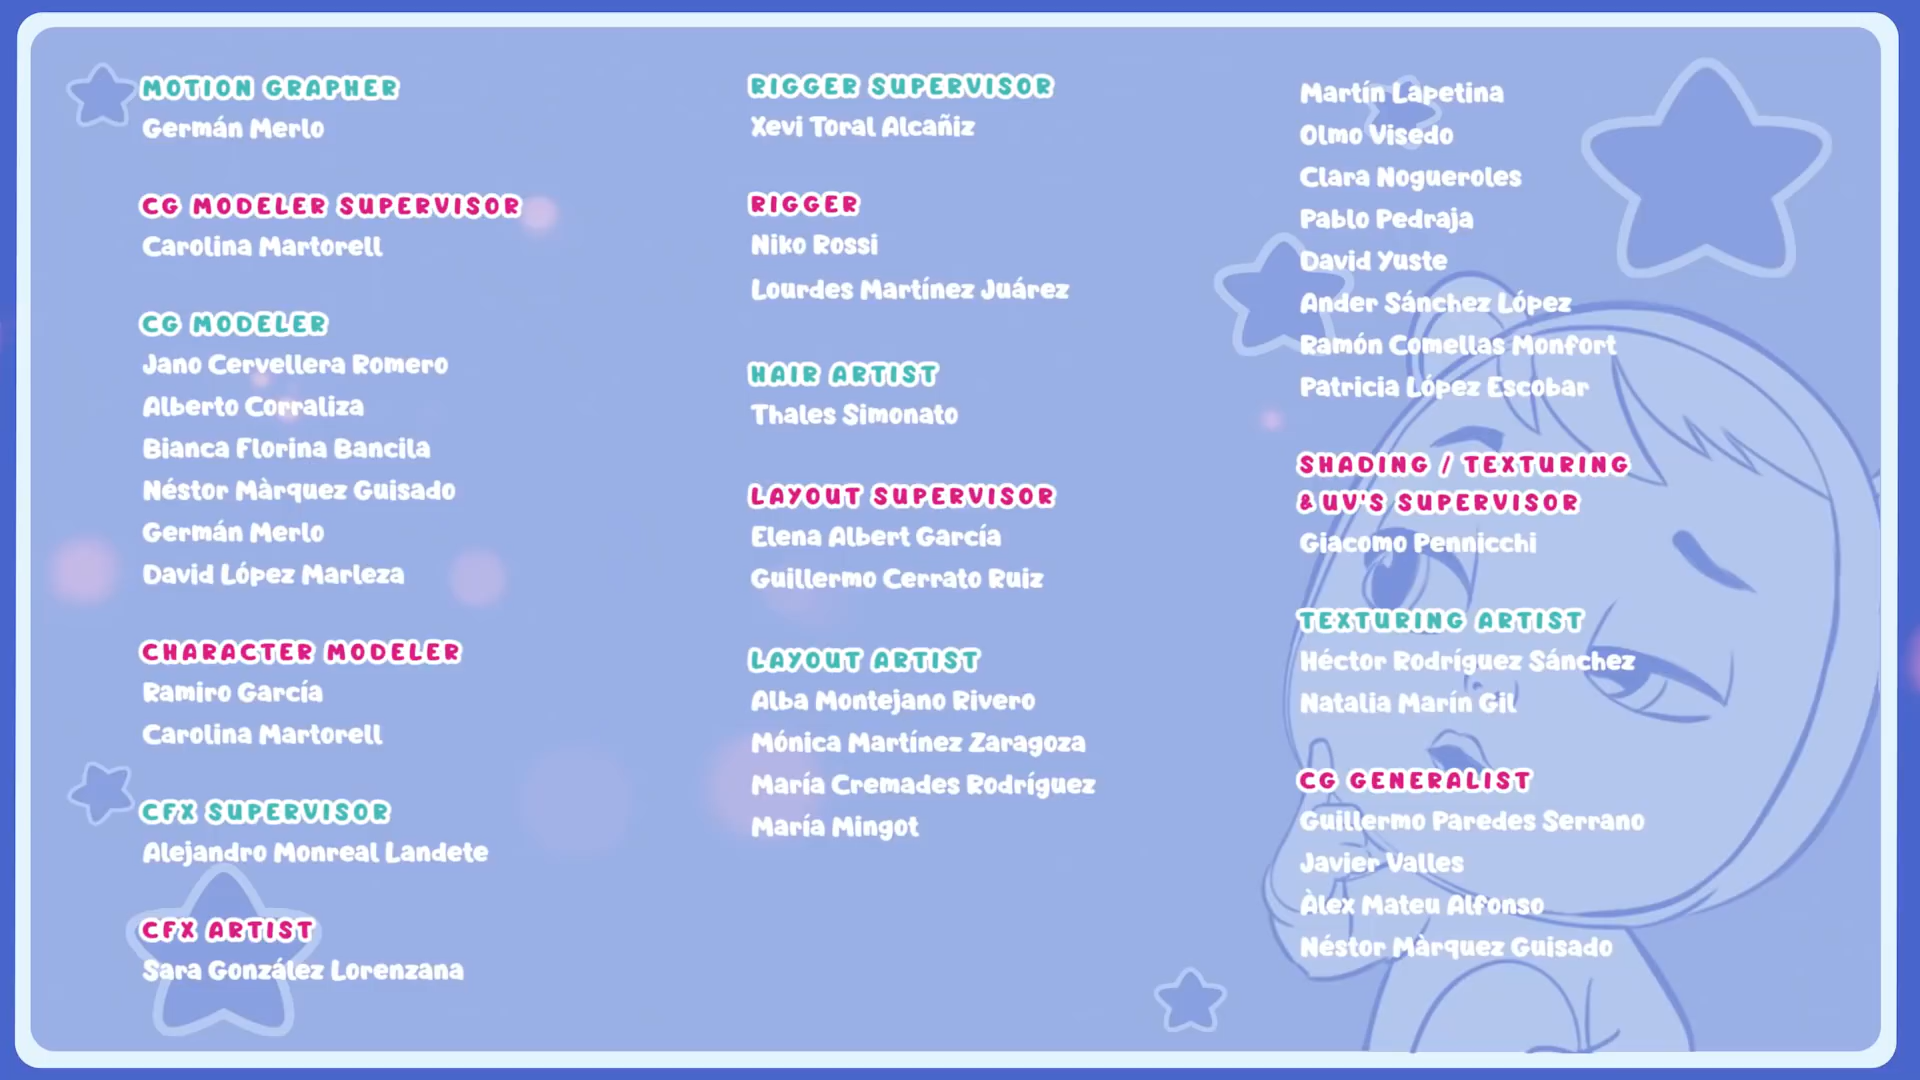 MOTION GRAPHER
Germán Merlo
CG MODELER SUPERVISOR
Carolina Martorell
CG MODELER
Jano Cervellera Romero
Alberto Corraliza
Bianca Florina Bancila
Néstor Màrquez Guisado
Germán Merlo
David López Marleza
CHARACTER MODELER
Ramiro García
Carolina Martorell
CFX SUPERVISOR
Alejandro Monreal Landete
CFX ARTIST
Sara González Lorenzana
RIGGER SUPERVISOR
Xevi Toral Alcañiz
RIGGER
Niko Rossi
Lourdes Martínez Juárez
HAIR ARTIST
Thales Simonato
LAYOUT SUPERVISOR
Elena Albert García
Guillermo Cerrato Ruiz
LAYOUT ARTIST
Alba Montejano Rivero
Mónica Martínez Zaragoza
María Cremades Rodríguez
María Mingot
Martín Lapetina
Olmo Visedo
Clara Nogueroles
Pablo Pedraja
David Yuste
Ander Sánchez López
Ramón Comellas Monfort
Patricia López Escobar
SHADING / TEXTURING
& UV'S SUPERVISOR
Giacomo Pennicchi
TEXTURING ARTIST
Héctor Rodríguez Sánchez
Natalia Marín Gil
CG GENERALIST
Guillermo Paredes Serrano
Javier Valles
Àlex Mateu Alfonso
Néstor Màrquez Guisado